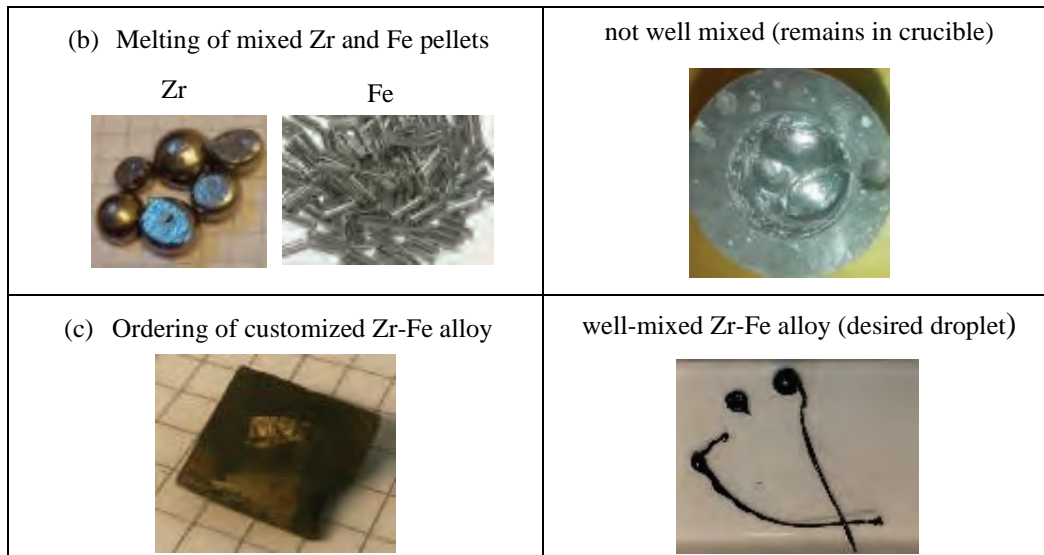 (b) Melting of mixed Zr and Fe pellets
Zr Fe
not well mixed (remains in crucible)
(c) Ordering of customized Zr-Fe alloy
well-mixed Zr-Fe alloy (desired droplet)